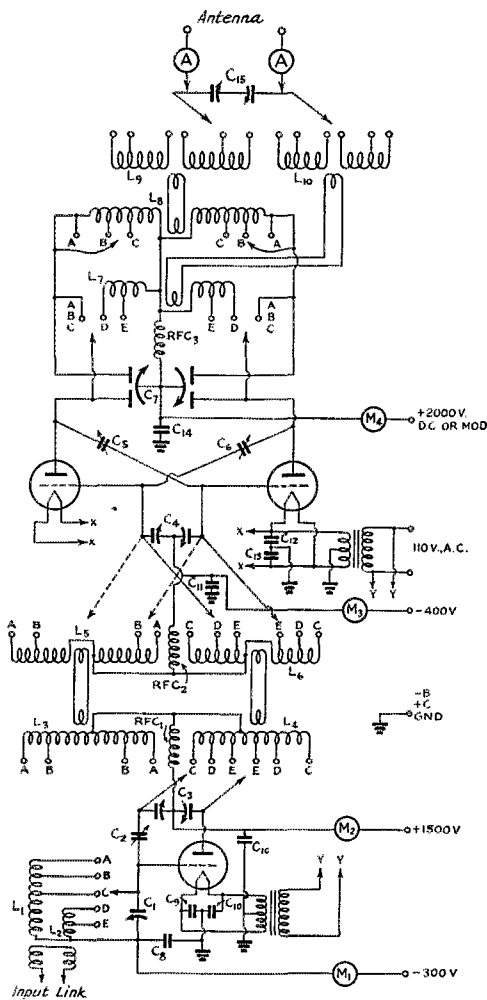 Antenna
A A
C15
L9 L10
L8
A B C C B A
L7
A B C D E E D A B C
RFC3
C7
C14
M4 +2000V. D.C OR MOD
C5 C6
X X
C4
X C12
C13
X
110V., A.C.
Y Y
C11
M3 -400V
A B L5 B A C D E E D C
RFC2 L6
-B
+C
GND
L3 RFC1 L4
A B B A C D E E D C
C3
C2
M2 +1500V
C16
A
B
C
D
E
L1 L2
C1
C9 C10
Y Y
C8
M1 -300V
Input Link